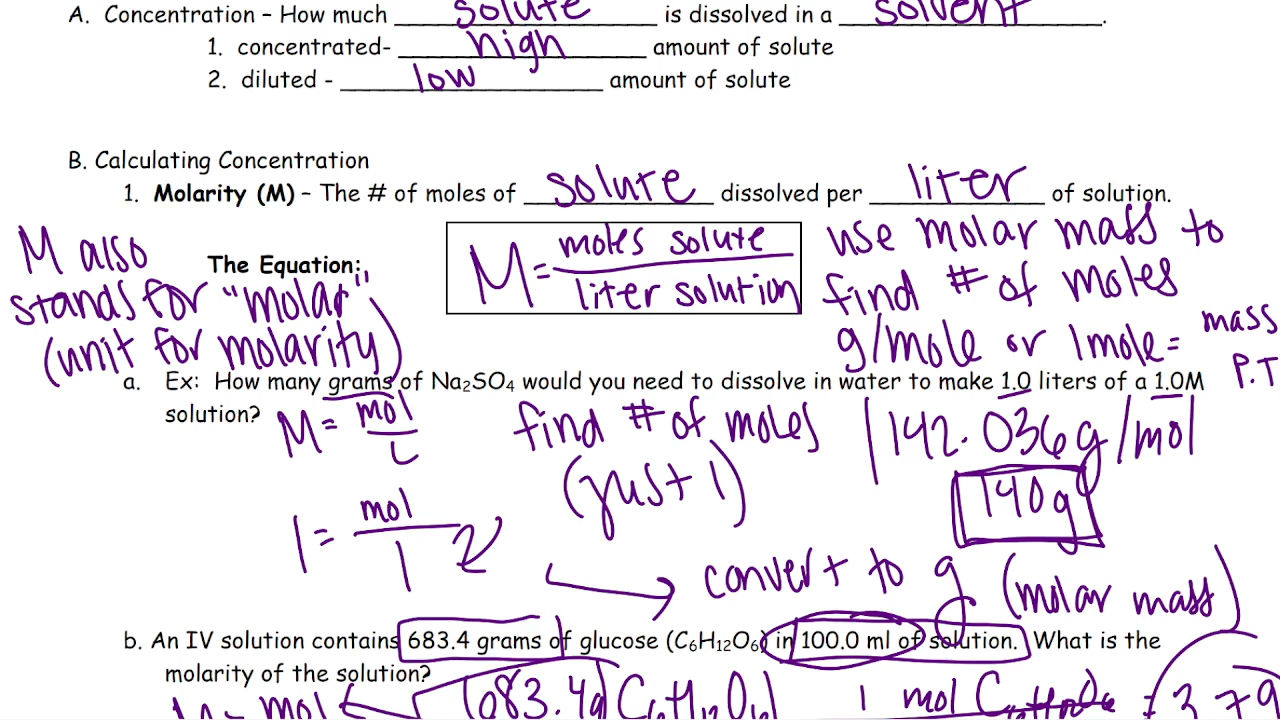 A. Concentration – How much solute is dissolved in a solvent.
1. concentrated- high amount of solute
2. diluted - low amount of solute
B. Calculating Concentration
1. Molarity (M) – The # of moles of solute dissolved per liter of solution.
M also
stands for "molar"
(unit for molarity)
The Equation:
M = moles solute
liter solution
use molar mass to
find # of moles
g/mole or 1mole = mass
P.T
a. Ex: How many grams of Na₂SO₄ would you need to dissolve in water to make 1.0 liters of a 1.0M
solution?
M = mol
L
find # of moles
(just 1)
142.036g/mol
140g
1 = mol
1 L
convert to g (molar mass)
b. An IV solution contains 683.4 grams of glucose (C₆H₁₂O₆) in 100.0 ml of solution. What is the
molarity of the solution?
mol
683.4g C₆H₁₂O₆
1 mol C₆H₁₂O₆ = 3.79